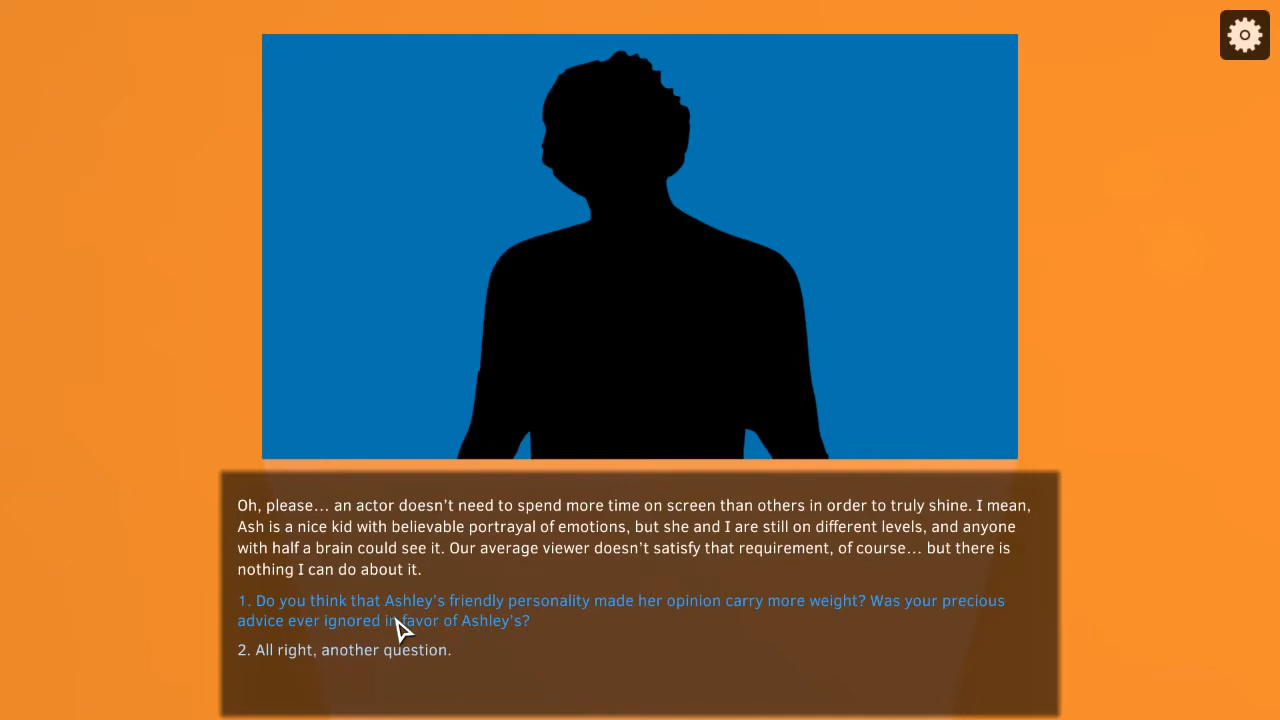 Oh, please... an actor doesn't need to spend more time on screen than others in order to truly shine. I mean,
Ash is a nice kid with believable portrayal of emotions, but she and I are still on different levels, and anyone
with half a brain could see it. Our average viewer doesn't satisfy that requirement, of course... but there is
nothing I can do about it.
1. Do you think that Ashley's friendly personality made her opinion carry more weight? Was your precious
advice ever ignored in favor of Ashley's?
2. All right, another question.